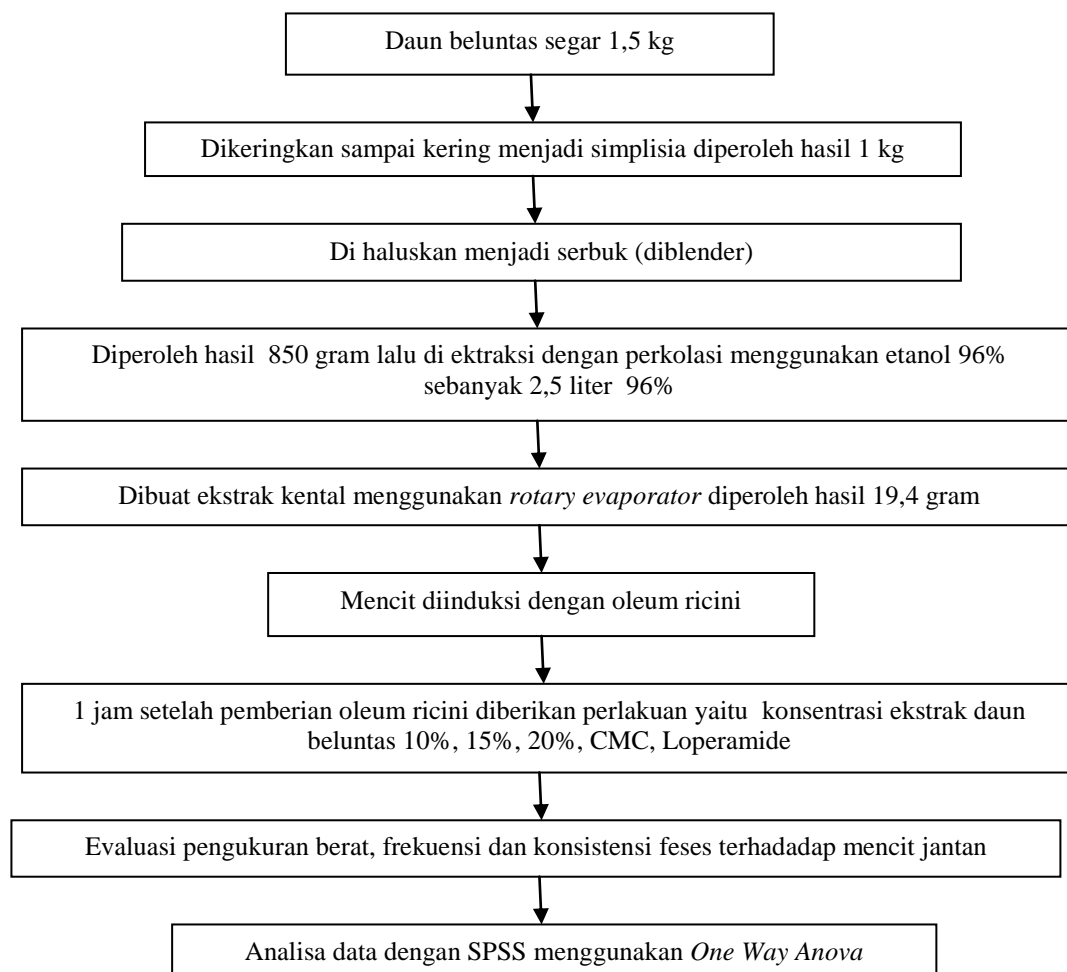 Daun beluntas segar 1,5 kg
Dikeringkan sampai kering menjadi simplisia diperoleh hasil 1 kg
Di haluskan menjadi serbuk (diblender)
Diperoleh hasil 850 gram lalu di ektraksi dengan perkolasi menggunakan etanol 96%
sebanyak 2,5 liter 96%
Dibuat ekstrak kental menggunakan rotary evaporator diperoleh hasil 19,4 gram
Mencit diinduksi dengan oleum ricini
1 jam setelah pemberian oleum ricini diberikan perlakuan yaitu konsentrasi ekstrak daun
beluntas 10%, 15%, 20%, CMC, Loperamide
Evaluasi pengukuran berat, frekuensi dan konsistensi feses terhadadap mencit jantan
Analisa data dengan SPSS menggunakan One Way Anova